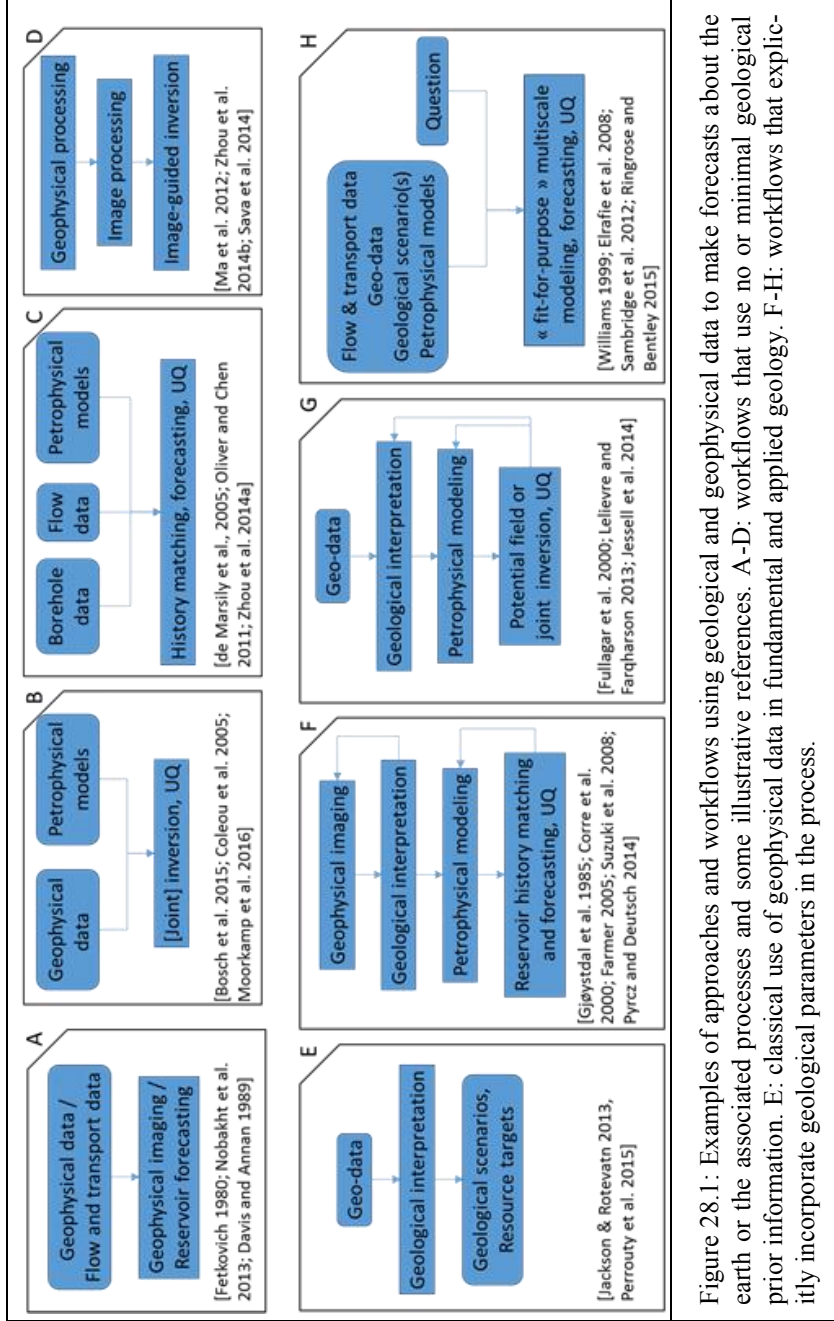 A
Geophysical data /
Flow and transport data
Geophysical imaging /
Reservoir forecasting
[Fetkovich 1980; Nobakht et al.
2013; Davis and Annan 1989]
B
Geophysical
data
Petrophysical
models
[Joint] inversion, UQ
[Bosch et al. 2015; Coleou et al. 2005;
Moorkamp et al. 2016]
C
Borehole
data
Flow
data
Petrophysical
models
History matching, forecasting, UQ
[de Marsily et al., 2005; Oliver and Chen
2011; Zhou et al. 2014a]
D
Geophysical processing
Image processing
Image-guided inversion
[Ma et al. 2012; Zhou et al.
2014b; Sava et al. 2014]
E
Geo-data
Geological interpretation
Geological scenarios,
Resource targets
[Jackson & Rotevatn 2013,
Perrouty et al. 2015]
F
Geophysical imaging
Geological interpretation
Petrophysical modeling
Reservoir history matching
and forecasting, UQ
[Gjøystdal et al. 1985; Corre et al.
2000; Farmer 2005; Suzuki et al. 2008;
Pyrcz and Deutsch 2014]
G
Geo-data
Geological interpretation
Petrophysical modeling
Potential field or
joint inversion, UQ
[Fullagar et al. 2000; Lelievre and
Farqharson 2013; Jessell et al. 2014]
H
Flow & transport data
Geo-data
Geological scenario(s)
Petrophysical models
Question
« fit-for-purpose » multiscale
modeling, forecasting, UQ
[Williams 1999; Elrafie et al. 2008;
Sambridge et al. 2012; Ringrose and
Bentley 2015]
Figure 28.1: Examples of approaches and workflows using geological and geophysical data to make forecasts about the
earth or the associated processes and some illustrative references. A-D: workflows that use no or minimal geological
prior information. E: classical use of geophysical data in fundamental and applied geology. F-H: workflows that explic-
itly incorporate geological parameters in the process.